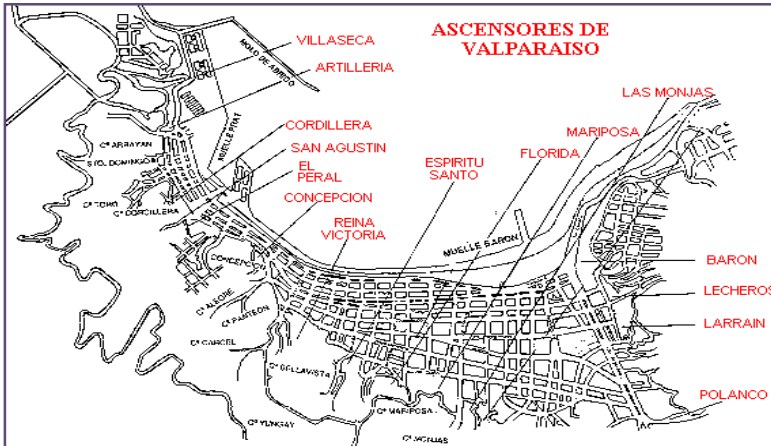 ASCENSORES DE
VALPARAISO
VILLASECA
ARTILLERIA
MOLO DE ABRIGO
LAS MONJAS
CORDILLERA
MUELLE PRAT
MARIPOSA
Cº ARRAYAN
SAN AGUSTIN
ESPIRITU
SANTO
FLORIDA
STO. DOMINGO
EL
PERAL
Cº TORO
CONCEPCION
Cº CORDILLERA
REINA
VICTORIA
MUELLE BARON
CONCEPCION
BARON
Cº ALEGRE
LECHEROS
Cº PANTEON
LARRAIN
Cº CARCEL
Cº BELLAVISTA
POLANCO
Cº MARIPOSA
Cº YUNGAY
Cº MONJAS